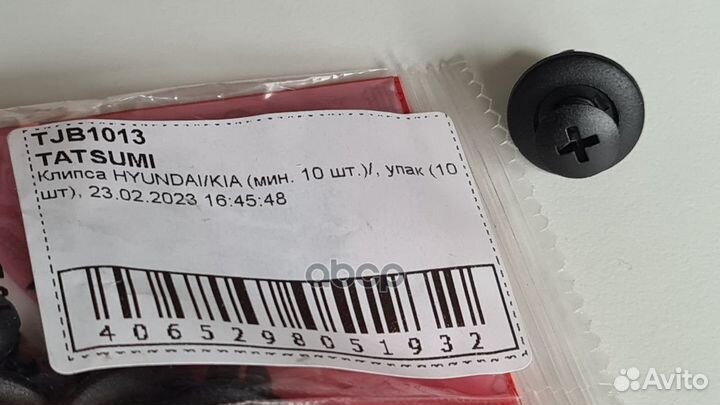 TJB1013
TATSUMI
Клипса HYUNDAI/KIA (мин. 10 шт.)/, упак (10
шт), 23.02.2023 16:45:48
abcp
4065298051932
Avito